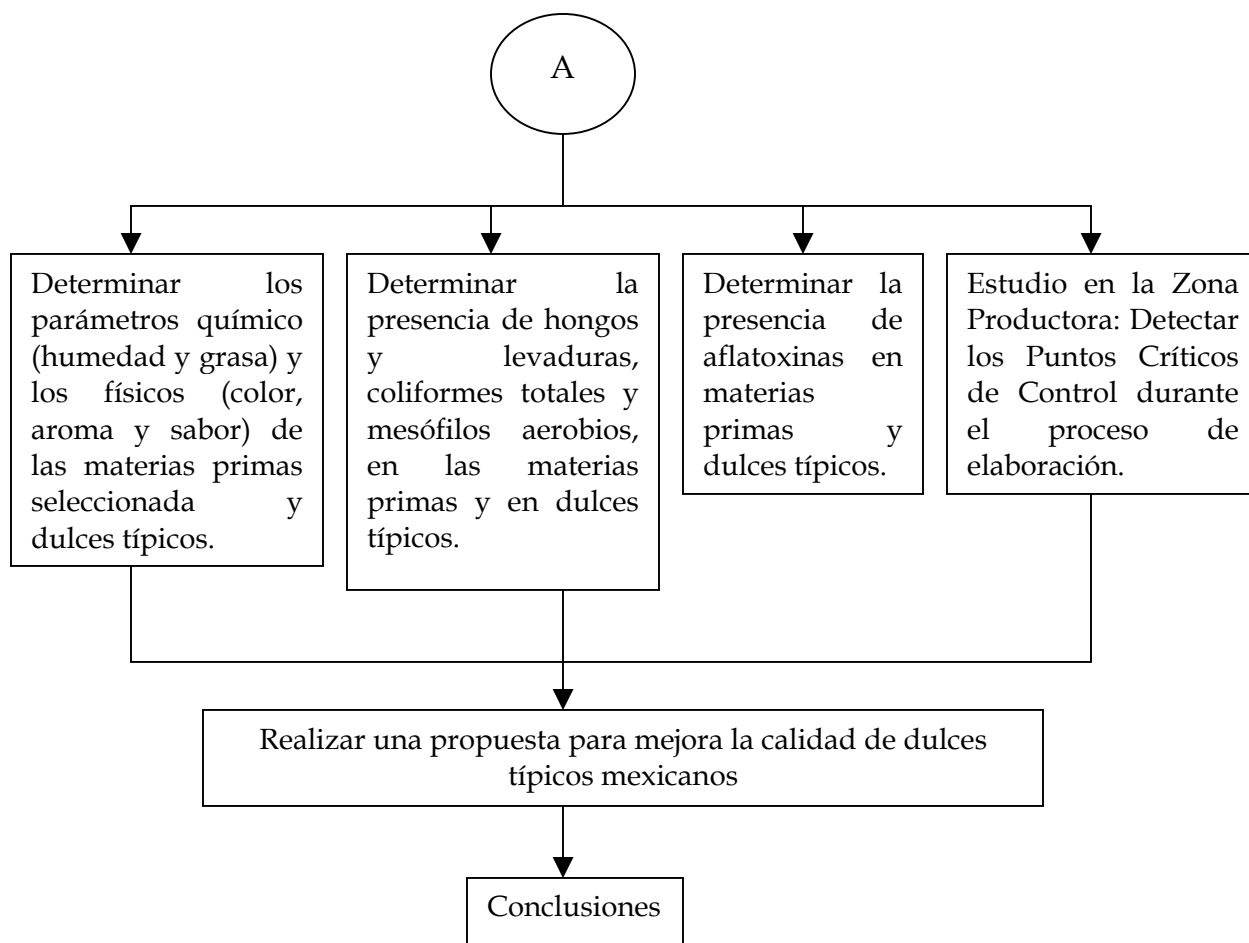 A
Determinar los
parámetros químico
(humedad y grasa) y
los físicos (color,
aroma y sabor) de
las materias primas
seleccionada y
dulces típicos.
Determinar la
presencia de hongos
y levaduras,
coliformes totales y
mesófilos aerobios,
en las materias
primas y en dulces
típicos.
Determinar la
presencia de
aflatoxinas en
materias
primas y
dulces típicos.
Estudio en la Zona
Productora: Detectar
los Puntos Críticos
de Control durante
el proceso de
elaboración.
Realizar una propuesta para mejora la calidad de dulces
típicos mexicanos
Conclusiones